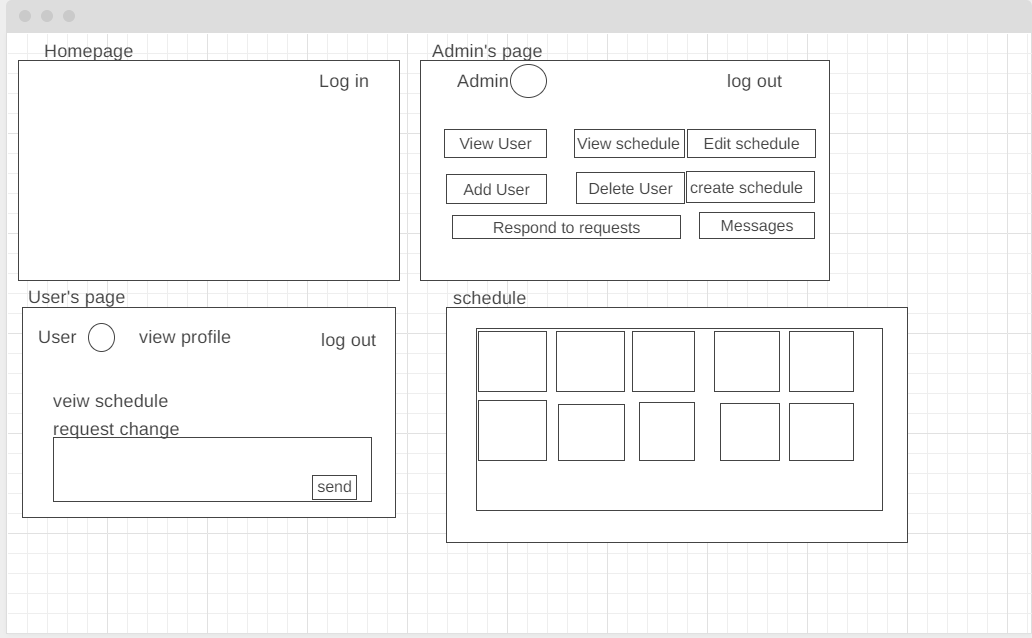 Homepage
Log in
Admin's page
Admin
log out
View User
View schedule
Edit schedule
Add User
Delete User
create schedule
Respond to requests
Messages
User's page
User
view profile
log out
veiw schedule
request change
send
schedule